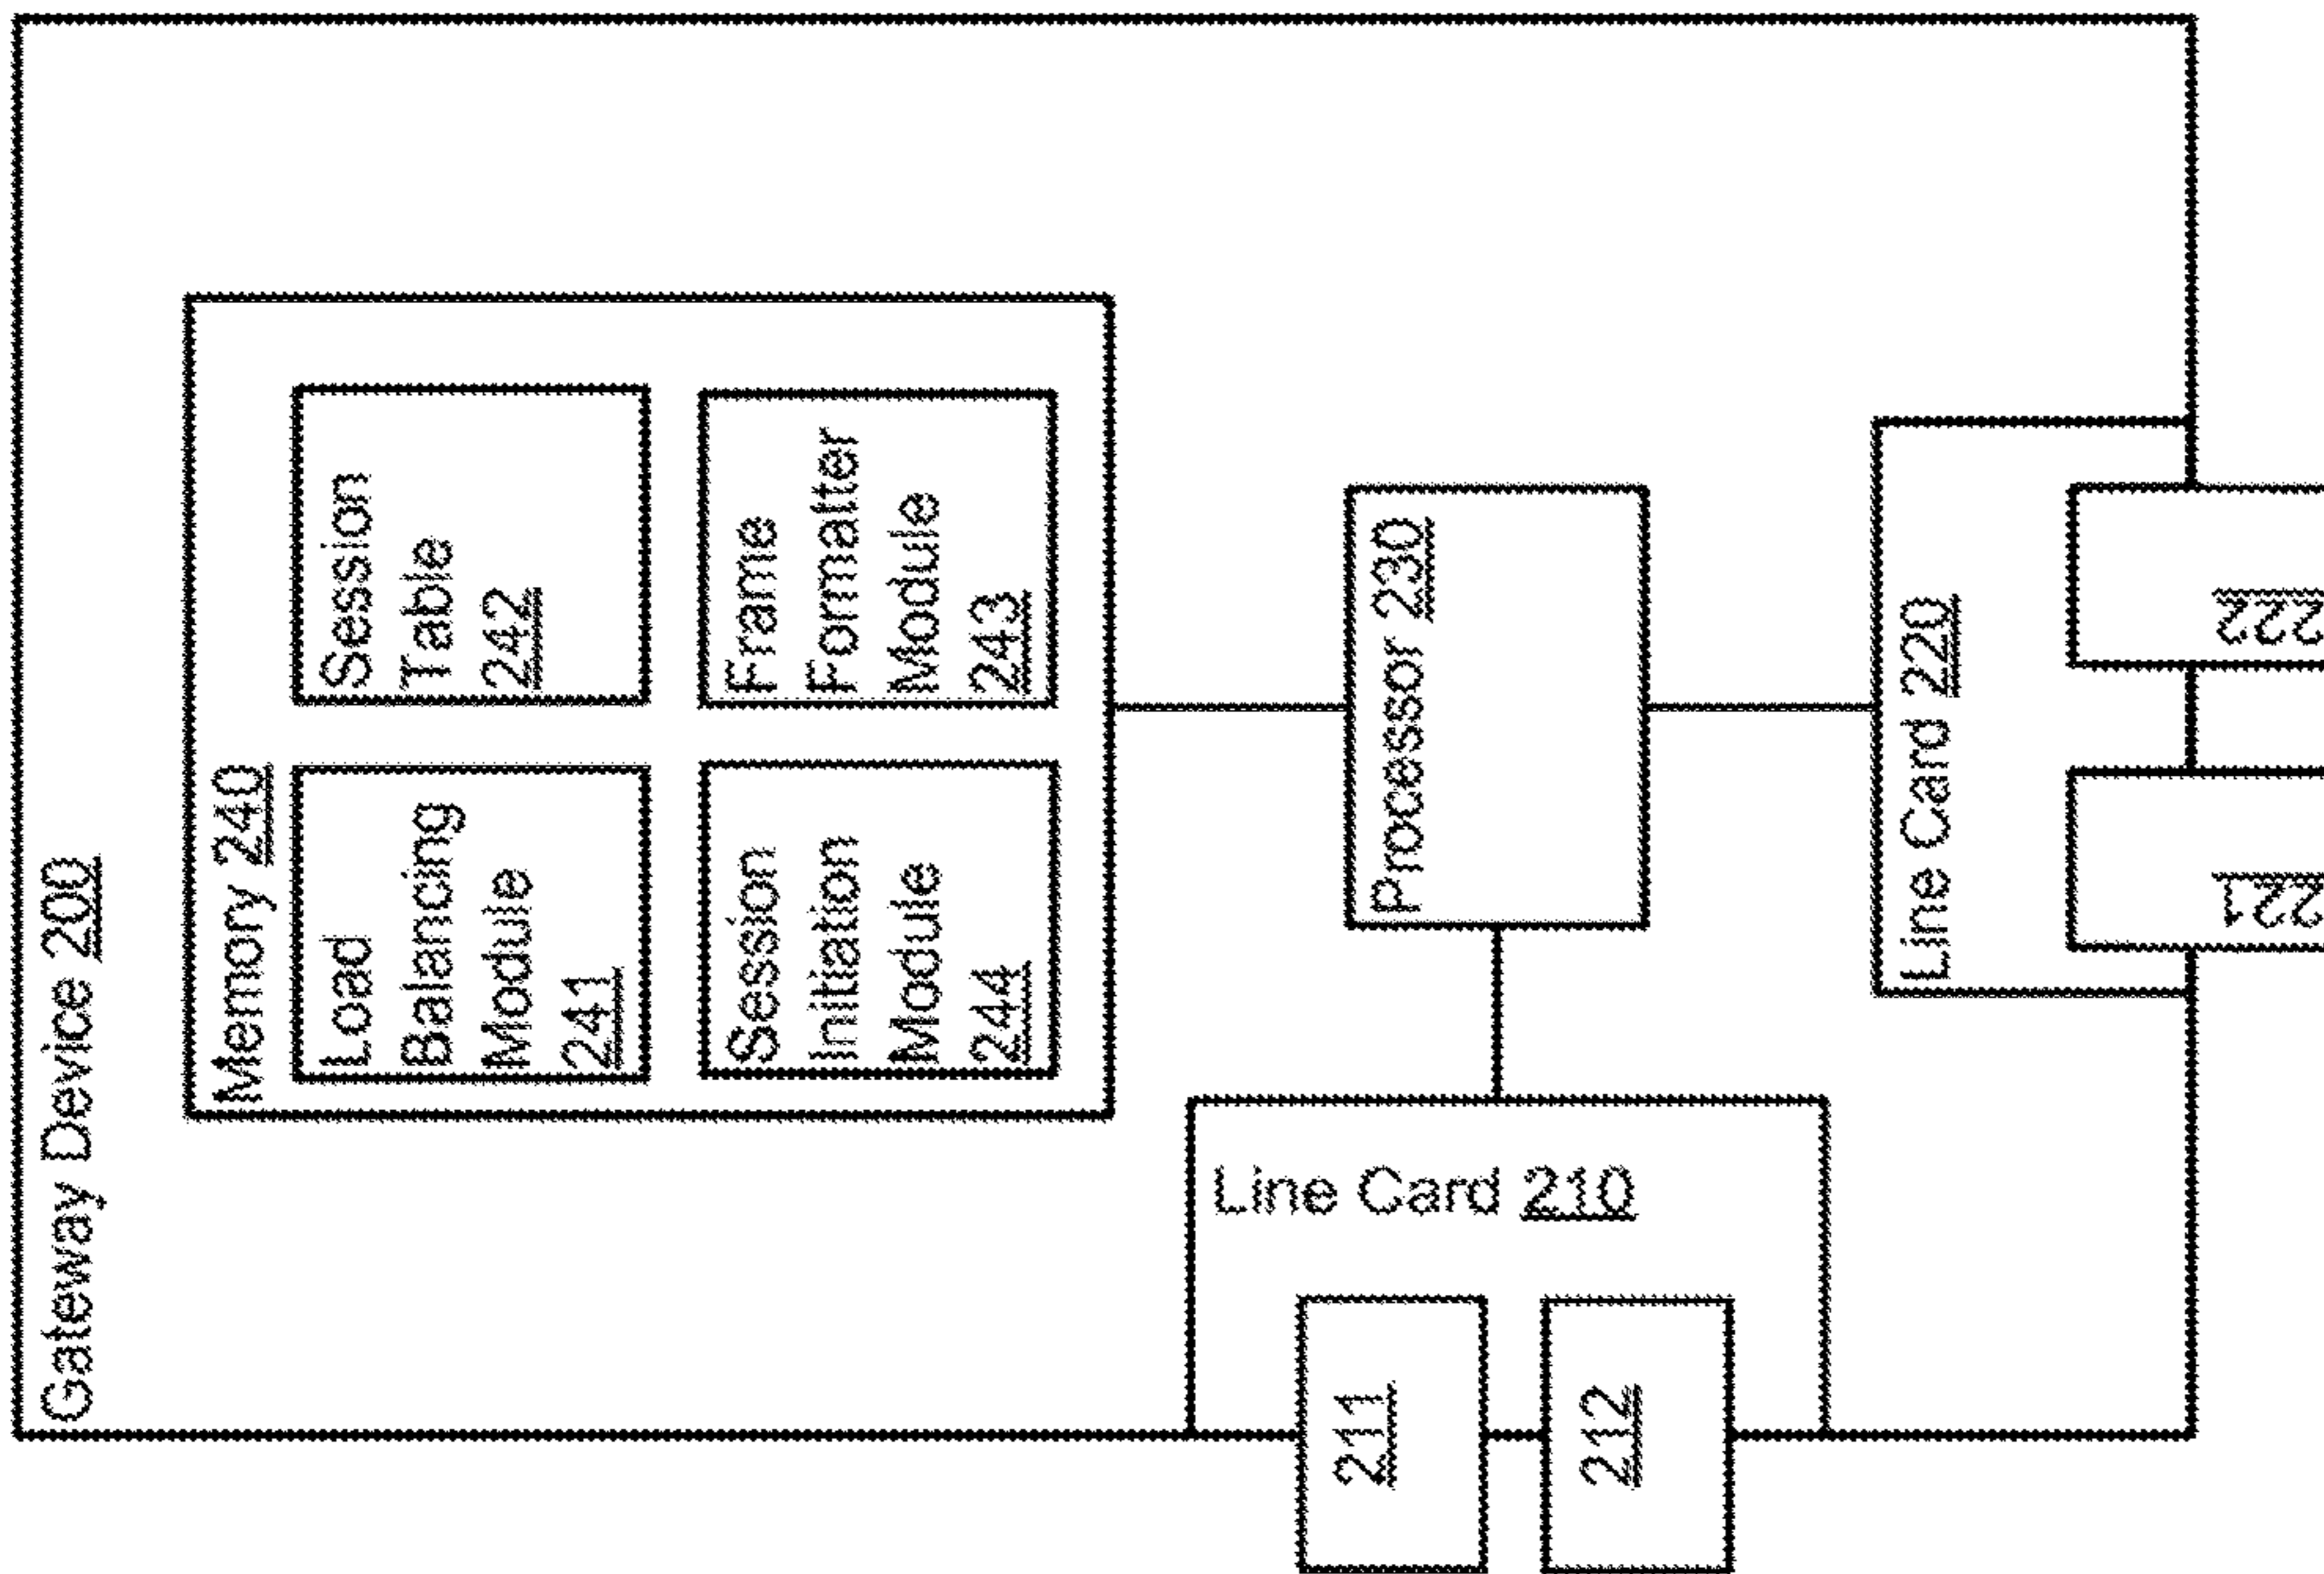 Gateway Device 200
Memory 240
Load
Balancing
Module
241
Session
Table
242
Session
Initiation
Module
244
Frame
Formatter
Module
243
Processor 230
Line Card 210
211
212
Line Card 220
221
222